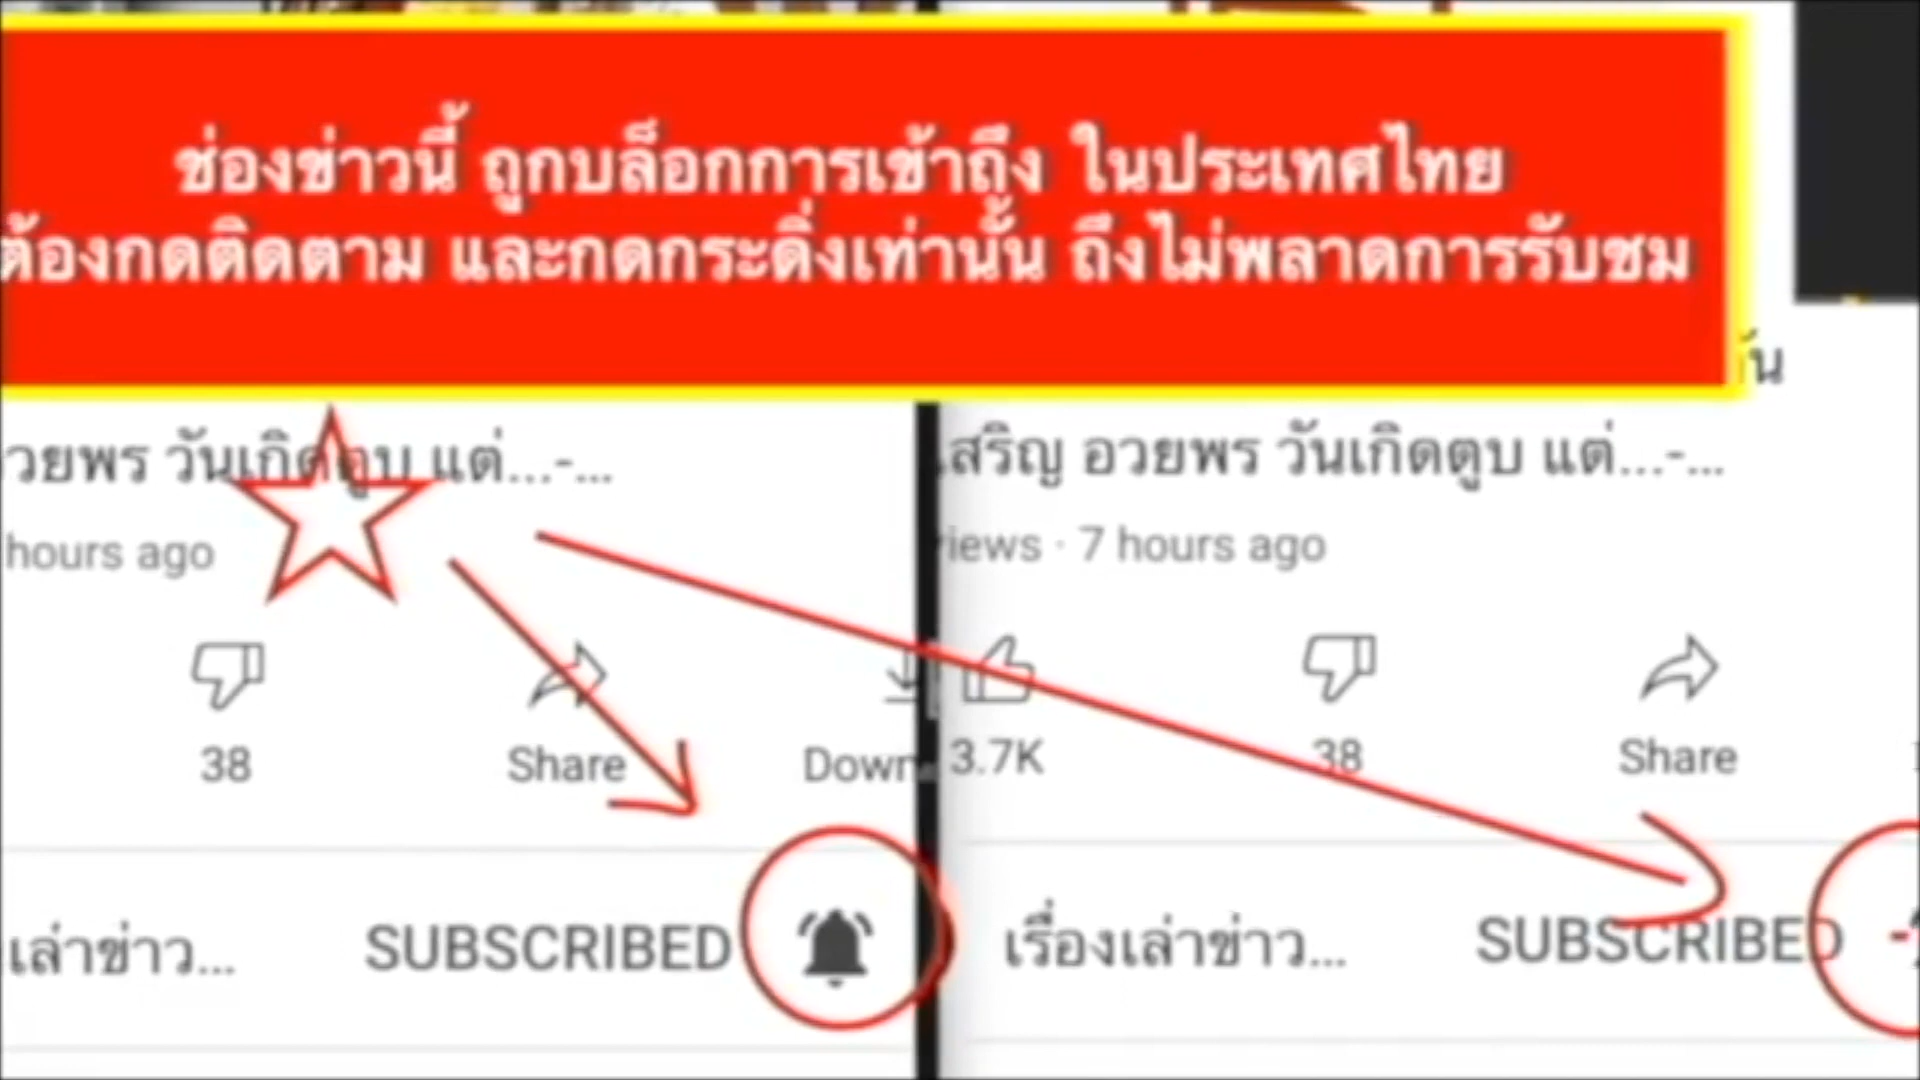 ช่องข่าวนี้ ถูกบล็อกการเข้าถึง ในประเทศไทย
ต้องกดติดตาม และกดกระดิ่งเท่านั้น ถึงไม่พลาดการรับชม
วยพร วันเกิดตูบ แต่...-...
hours ago
38
Share
Down
เล่าข่าว...
SUBSCRIBED
สริญ อวยพร วันเกิดตูบ แต่...-...
iews · 7 hours ago
3.7K
38
Share
เรื่องเล่าข่าว...
SUBSCRIBED